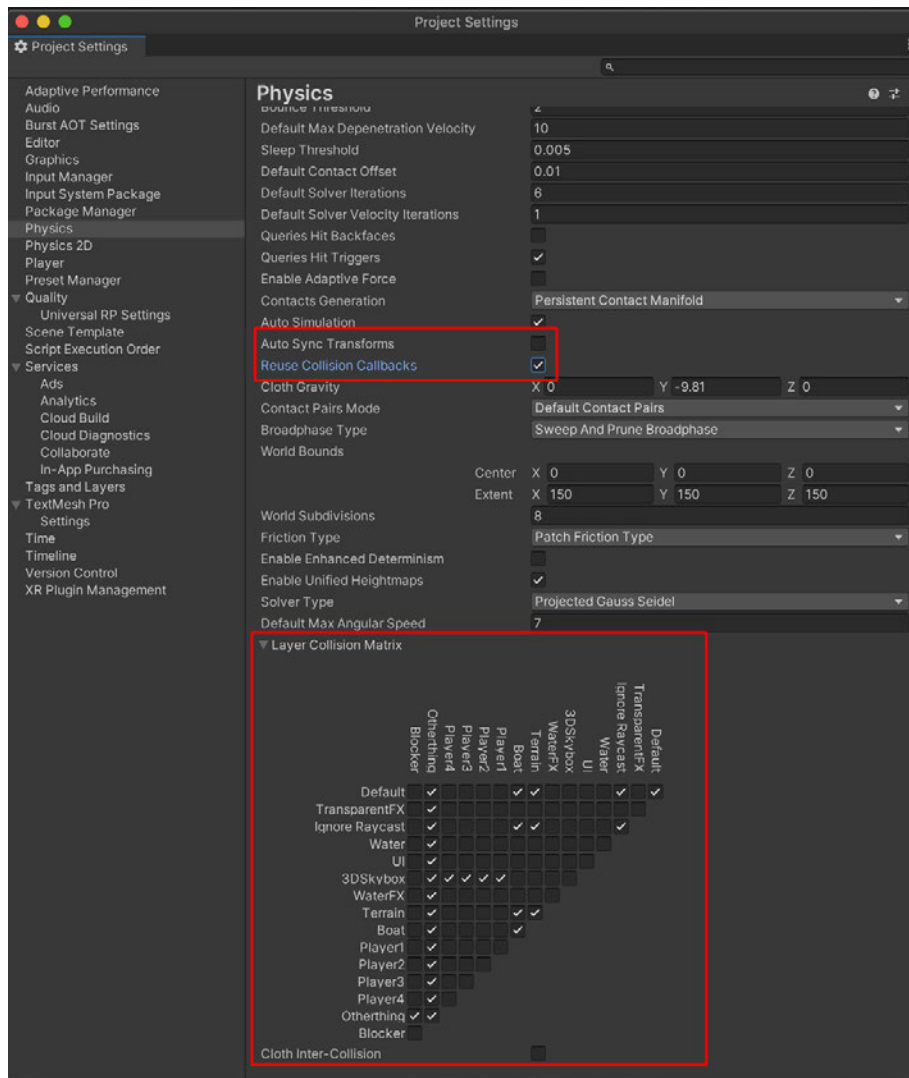 Project Settings
Project Settings
Adaptive Performance
Audio
Burst AOT Settings
Editor
Graphics
Input Manager
Input System Package
Package Manager
Physics
Physics 2D
Player
Preset Manager
Quality
Universal RP Settings
Scene Template
Script Execution Order
Services
Ads
Analytics
Cloud Build
Cloud Diagnostics
Collaborate
In-App Purchasing
Tags and Layers
TextMesh Pro
Settings
Time
Timeline
Version Control
XR Plugin Management
Physics
Bounce Threshold 2
Default Max Depenetration Velocity 10
Sleep Threshold 0.005
Default Contact Offset 0.01
Default Solver Iterations 6
Default Solver Velocity Iterations 1
Queries Hit Backfaces
Queries Hit Triggers
Enable Adaptive Force
Contacts Generation Persistent Contact Manifold
Auto Simulation
Auto Sync Transforms
Reuse Collision Callbacks
Cloth Gravity X 0 Y -9.81 Z 0
Contact Pairs Mode Default Contact Pairs
Broadphase Type Sweep And Prune Broadphase
World Bounds
Center X 0 Y 0 Z 0
Extent X 150 Y 150 Z 150
World Subdivisions 8
Friction Type Patch Friction Type
Enable Enhanced Determinism
Enable Unified Heightmaps
Solver Type Projected Gauss Seidel
Default Max Angular Speed 7
Layer Collision Matrix
Blocker
Otherthing
Player4
Player3
Player2
Player1
Boat
Terrain
WaterFX
3DSkybox
UI
Water
Ignore Raycast
TransparentFX
Default
Default
TransparentFX
Ignore Raycast
Water
UI
3DSkybox
WaterFX
Terrain
Boat
Player1
Player2
Player3
Player4
Otherthing
Blocker
Cloth Inter-Collision